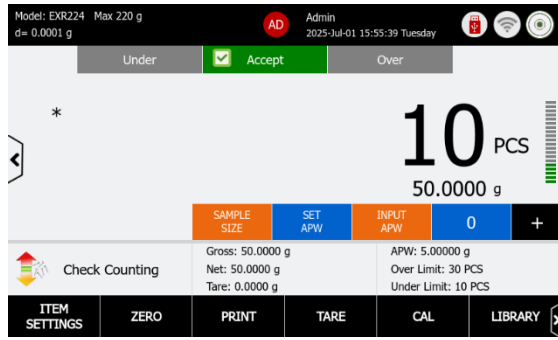 Model: EXR224 Max 220 g
d= 0.0001 g
AD
Admin
2025-Jul-01 15:55:39 Tuesday
Under
Accept
Over
*
10 PCS
50.0000 g
SAMPLE
SIZE
SET
APW
INPUT
APW
0
+
Check Counting
Gross: 50.0000 g
Net: 50.0000 g
Tare: 0.0000 g
APW: 5.00000 g
Over Limit: 30 PCS
Under Limit: 10 PCS
ITEM
SETTINGS
ZERO
PRINT
TARE
CAL
LIBRARY